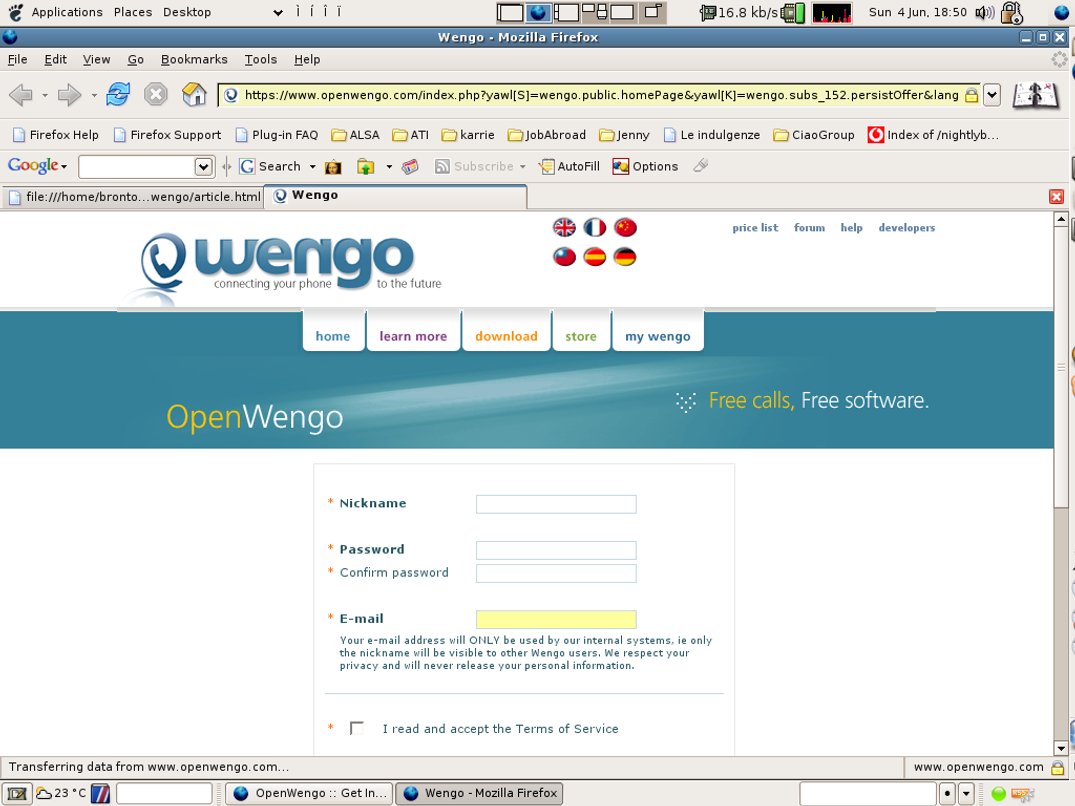 Applications Places Desktop 16.8 kb/s Sun 4 Jun, 18:50
Wengo - Mozilla Firefox
File Edit View Go Bookmarks Tools Help
https://www.openwengo.com/index.php?yawl[S]=wengo.public.homePage&yawl[K]=wengo.subs_152.persistOffer&lang
Firefox Help Firefox Support Plug-in FAQ ALSA ATI karrie JobAbroad Jenny Le indulgenze CiaoGroup Index of /nightlyb...
Google Search Subscribe AutoFill Options
file:///home/bronto...wengo/article.html Wengo
price list forum help developers
wengo
connecting your phone to the future
home learn more download store my wengo
OpenWengo
Free calls, Free software.
* Nickname
* Password
* Confirm password
* E-mail
Your e-mail address will ONLY be used by our internal systems, ie only
the nickname will be visible to other Wengo users. We respect your
privacy and will never release your personal information.
* I read and accept the Terms of Service
Transferring data from www.openwengo.com... www.openwengo.com
23 °C OpenWengo :: Get In... Wengo - Mozilla Firefox